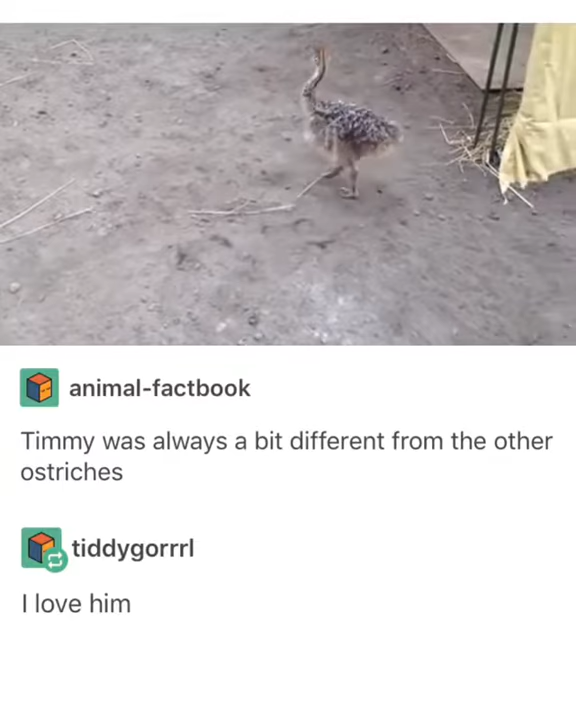 animal-factbook
Timmy was always a bit different from the other
ostriches
tiddygorrrl
I love him